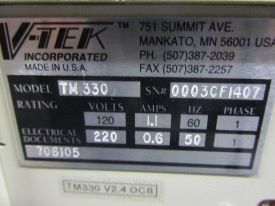 V-TEK
INCORPORATED
MADE IN U.S.A.
751 SUMMIT AVE.
MANKATO, MN 56001 USA
PH. (507)387-2039
FAX (507)387-2257
MODEL TM 330 SN# 0003CF1407
RATING VOLTS AMPS HZ PHASE
120 1.1 60 1
ELECTRICAL DOCUMENTS 220 0.6 50 1
706105
TM330 V2.4 OCB